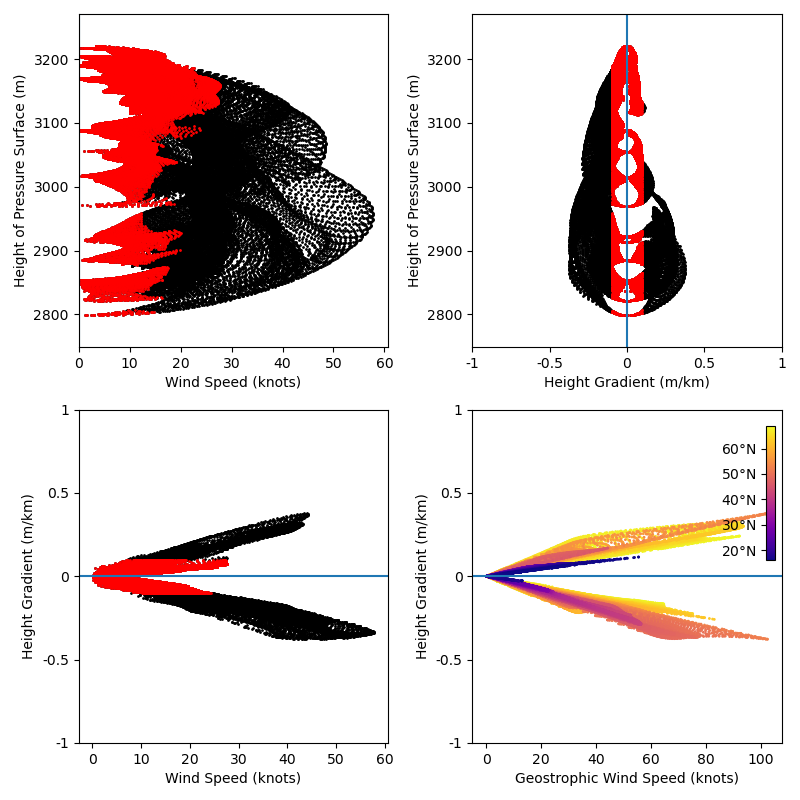 Height of Pressure Surface (m)
3200
3100
3000
2900
2800
0 10 20 30 40 50 60
Wind Speed (knots)
Height of Pressure Surface (m)
3200
3100
3000
2900
2800
-1 -0.5 0 0.5 1
Height Gradient (m/km)
Height Gradient (m/km)
1
0.5
0
-0.5
-1
0 10 20 30 40 50 60
Wind Speed (knots)
Height Gradient (m/km)
1
0.5
0
-0.5
-1
60°N
50°N
40°N
30°N
20°N
0 20 40 60 80 100
Geostrophic Wind Speed (knots)